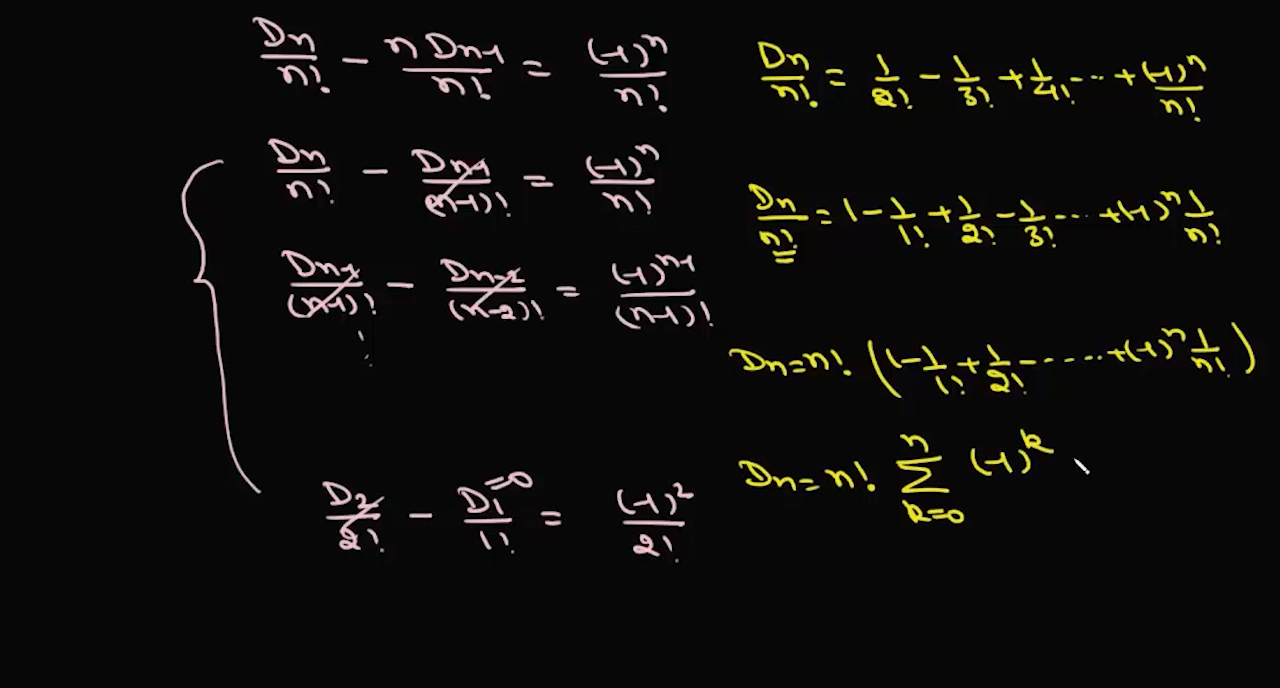 Dn/n! - n Dn-1/n! = (-1)^n/n!
Dn/n! - Dn-1/(n-1)! = (-1)^n/n!
Dn-1/(n-1)! - Dn-2/(n-2)! = (-1)^n-1/(n-1)!
⋮
D2/2! - D1/1! = (-1)^2/2!
=0
Dn/n! = 1/2! - 1/3! + 1/4! ... + (-1)^n/n!
Dn/n! = 1 - 1/1! + 1/2! - 1/3! ... + (-1)^n 1/n!
Dn = n! (1 - 1/1! + 1/2! - ..... + (-1)^n 1/n!)
Dn = n! ∑ n k=0 (-1)^k